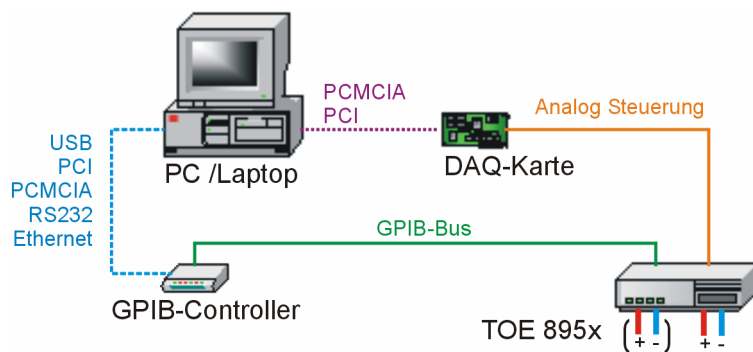 PCMCIA
PCI
Analog Steuerung
USB
PCI
PCMCIA
RS232
Ethernet
PC /Laptop
DAQ-Karte
GPIB-Bus
GPIB-Controller
TOE 895x
(+ -) + -